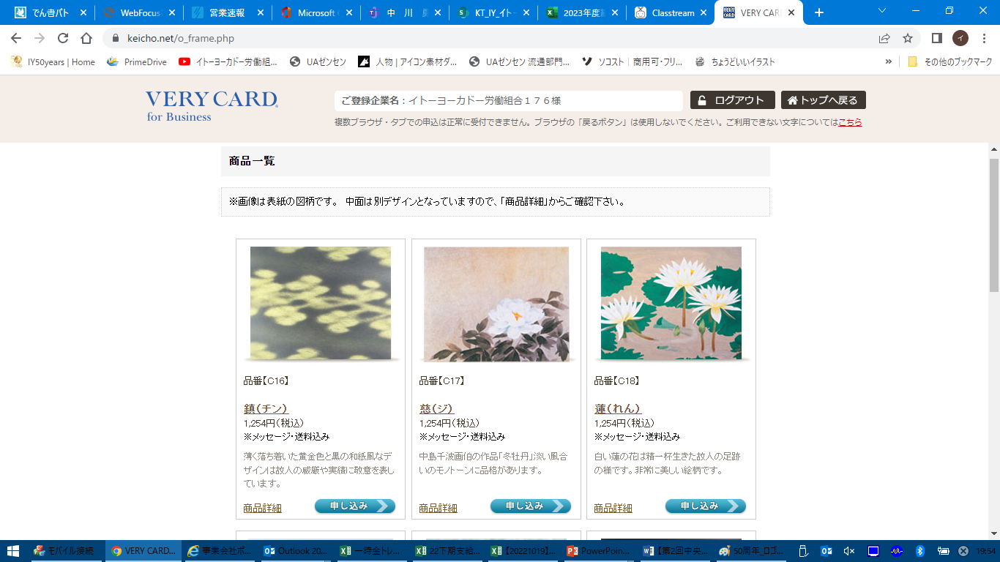 でん𠮷パト
WebFocus
営業速報
Microsoft
中 川
KT_IY_イト
2023年度
Classtream
VERY CARD
keicho.net/o_frame.php
IY50years | Home
PrimeDrive
イトーヨーカドー労働組...
UAゼンセン
人物 | アイコン素材ダ...
UAゼンセン 流通部門...
ソコスト｜商用可・フリ...
ちょうどいいイラスト
»
その他のブックマーク
VERY CARD®
for Business
ご登録企業名：イトーヨーカドー労働組合１７６様
ログアウト
トップへ戻る
複数ブラウザ・タブでの申込は正常に受付できません。ブラウザの「戻るボタン」は使用しないでください。ご利用できない文字についてはこちら
商品一覧
※画像は表紙の図柄です。 中面は別デザインとなっていますので、「商品詳細」からご確認下さい。
品番【C16】
鎮（チン）
1,254円（税込）
※メッセージ・送料込み
薄く落ち着いた黄金色と黒の和紙風なデ
ザインは故人の威厳や実績に敬意を表し
ています。
商品詳細
申し込み
品番【C17】
慈（ジ）
1,254円（税込）
※メッセージ・送料込み
中島千波画伯の作品「冬牡丹」淡い風合
いのモノトーンに品格があります。
商品詳細
申し込み
品番【C18】
蓮（れん）
1,254円（税込）
※メッセージ・送料込み
白い蓮の花は精一杯生きた故人の足跡
の様です。非常に美しい絵柄です。
商品詳細
申し込み
モバイル接続
VERY CARD...
事業会社ポ...
Outlook 20...
一時金トレ...
22下期支給...
【20221019】...
PowerPoin...
【第2回中央...
50周年_ロゴ...
19:54